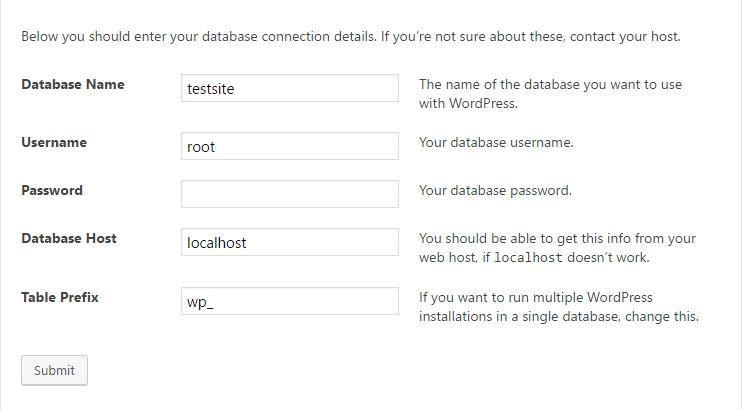 Below you should enter your database connection details. If you’re not sure about these, contact your host.
Database Name
testsite
The name of the database you want to use
with WordPress.
Username
root
Your database username.
Password
Your database password.
Database Host
localhost
You should be able to get this info from your
web host, if localhost doesn’t work.
Table Prefix
wp_
If you want to run multiple WordPress
installations in a single database, change this.
Submit